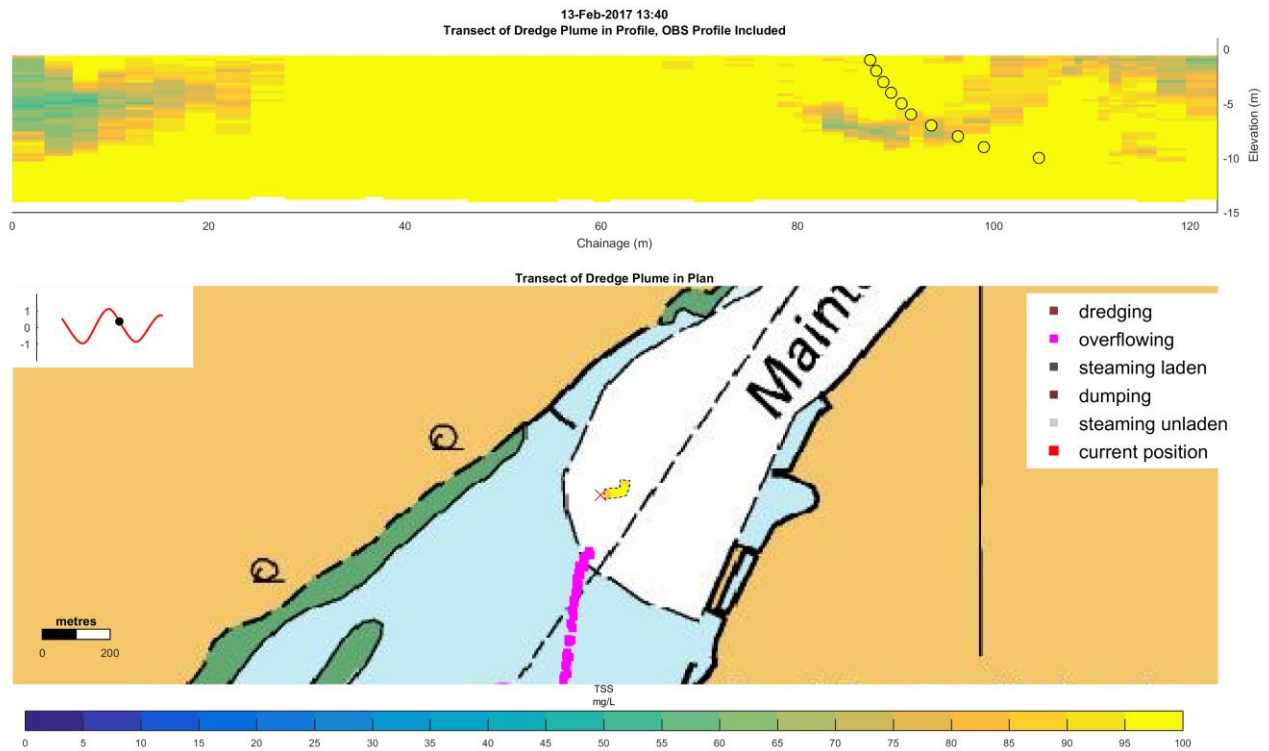 13-Feb-2017 13:40
Transect of Dredge Plume in Profile, OBS Profile Included
0
-5
-10
-15
Elevation (m)
0 20 40 60 80 100 120
Chainage (m)
Transect of Dredge Plume in Plan
1
0
-1
Mainte
dredging
overflowing
steaming laden
dumping
steaming unladen
current position
metres
0 200
TSS
mg/L
0 5 10 15 20 25 30 35 40 45 50 55 60 65 70 75 80 85 90 95 100